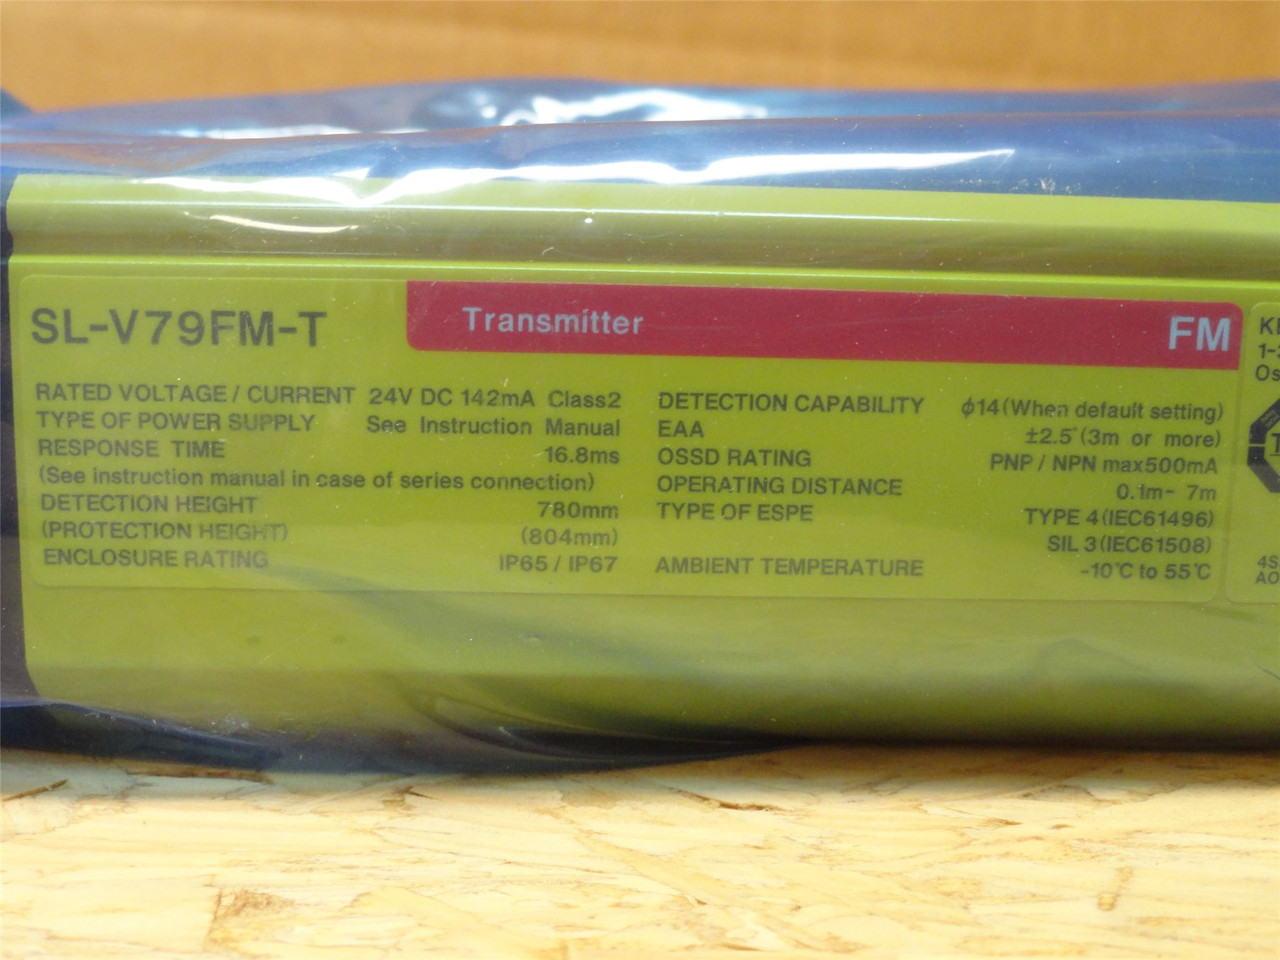 SL-V79FM-T
Transmitter FM
RATED VOLTAGE / CURRENT 24V DC 142mA Class2
TYPE OF POWER SUPPLY See Instruction Manual
RESPONSE TIME 16.8ms
(See instruction manual in case of series connection)
DETECTION HEIGHT 780mm
(PROTECTION HEIGHT) (804mm)
ENCLOSURE RATING IP65 / IP67
DETECTION CAPABILITY ϕ14(When default setting)
EAA ±2.5°(3m or more)
OSSD RATING PNP / NPN max500mA
OPERATING DISTANCE 0.1m- 7m
TYPE OF ESPE TYPE 4(IEC61496)
SIL 3(IEC61508)
AMBIENT TEMPERATURE -10℃ to 55℃
4S
AO